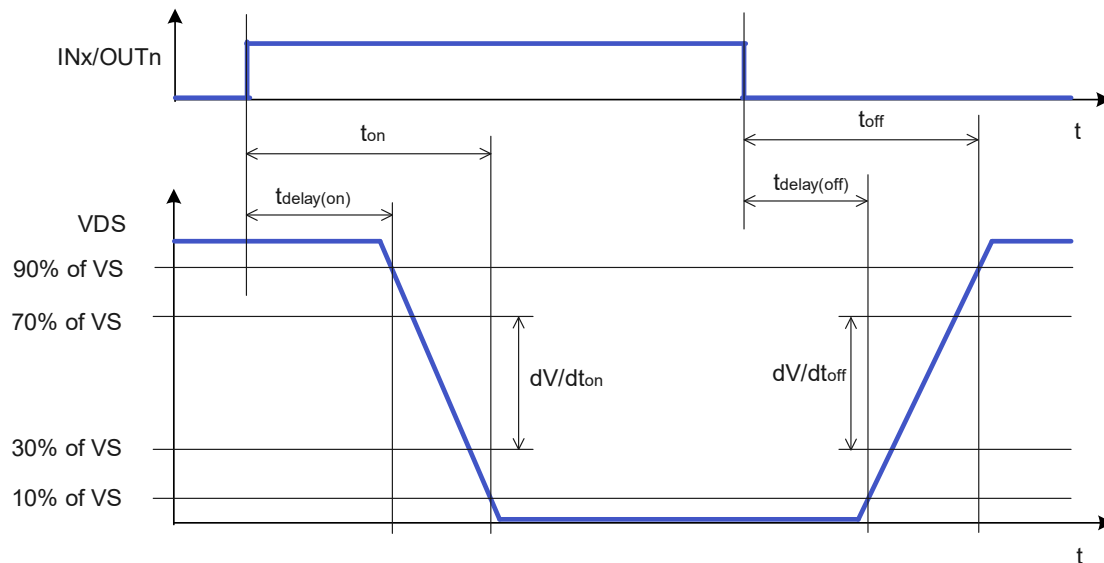 INx/OUTn
t
ton
toff
tdelay(on)
tdelay(off)
VDS
90% of VS
70% of VS
dV/dton
dV/dtoff
30% of VS
10% of VS
t